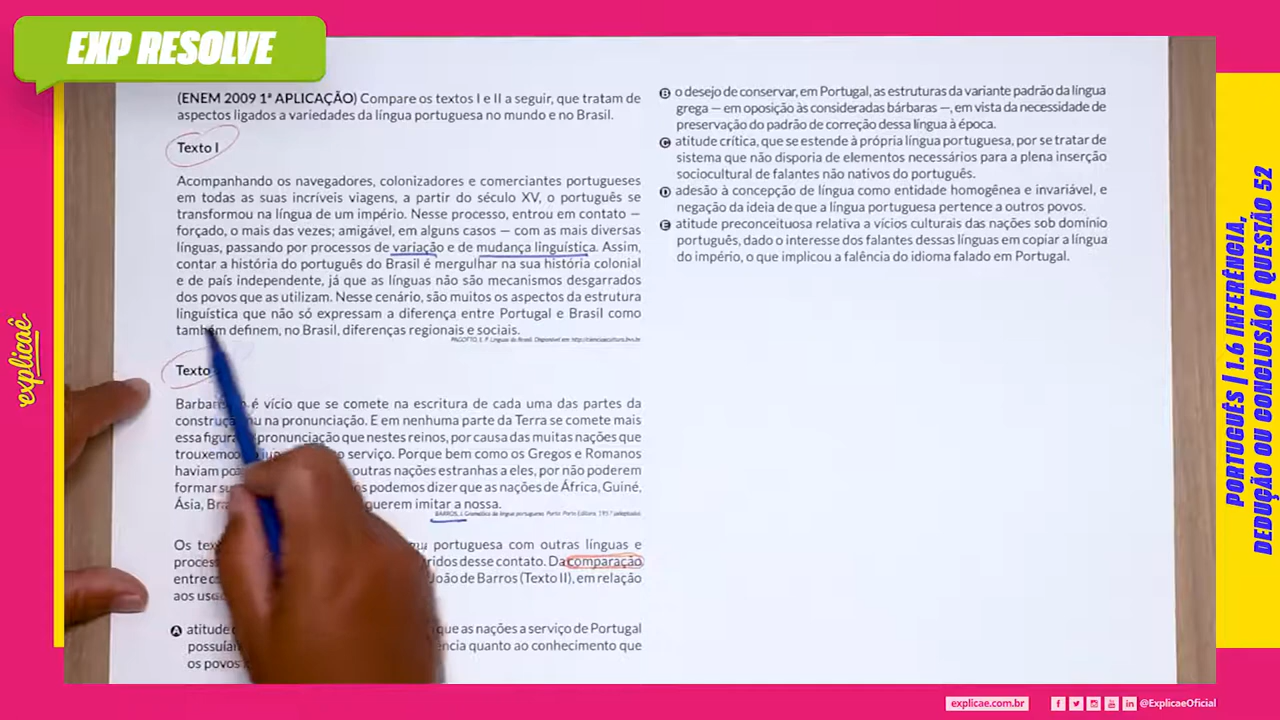 EXP RESOLVE
(ENEM 2009 1ª APLICAÇÃO) Compare os textos I e II a seguir, que tratam de
aspectos ligados a variedades da língua portuguesa no mundo e no Brasil.
Texto I
Acompanhando os navegadores, colonizadores e comerciantes portugueses
em todas as suas incríveis viagens, a partir do século XV, o português se
transformou na língua de um império. Nesse processo, entrou em contato —
forçado, o mais das vezes; amigável, em alguns casos — com as mais diversas
línguas, passando por processos de variação e de mudança linguística. Assim,
contar a história do português do Brasil é mergulhar na sua história colonial
e de país independente, já que as línguas não são mecanismos desgarrados
dos povos que as utilizam. Nesse cenário, são muitos os aspectos da estrutura
linguística que não só expressam a diferença entre Portugal e Brasil como
também definem, no Brasil, diferenças regionais e sociais.
PAGOTTO, E. P. Línguas do Brasil. Disponível em: http://cienciaecultura.bvs.br
Texto
é vício que se comete na escritura de cada uma das partes da
ou na pronunciação. E em nenhuma parte da Terra se comete mais
essa figura pronunciação que nestes reinos, por causa das muitas nações que
trouxemos serviço. Porque bem como os Gregos e Romanos
haviam outras nações estranhas a eles, por não poderem
formar podemos dizer que as nações de África, Guiné,
Ásia, querem imitar a nossa.
BARROS, J. Gramática da língua portuguesa. Porto: Porto Editora, (adaptado)
Os portuguesa com outras línguas e
desse contato. Da comparação
entre João de Barros (Texto II), em relação
aos
A atitude que as nações a serviço de Portugal
quanto ao conhecimento que
os povos
B o desejo de conservar, em Portugal, as estruturas da variante padrão da língua
grega — em oposição às consideradas bárbaras —, em vista da necessidade de
preservação do padrão de correção dessa língua à época.
C atitude crítica, que se estende à própria língua portuguesa, por se tratar de
sistema que não disporia de elementos necessários para a plena inserção
sociocultural de falantes não nativos do português.
D adesão à concepção de língua como entidade homogênea e invariável, e
negação da ideia de que a língua portuguesa pertence a outros povos.
E atitude preconceituosa relativa a vícios culturais das nações sob domínio
português, dado o interesse dos falantes dessas línguas em copiar a língua
do império, o que implicou a falência do idioma falado em Portugal.
explicaê
PORTUGUÊS | 1.6 INFERÊNCIA,
DEDUÇÃO OU CONCLUSÃO | QUESTÃO 52
explicae.com.br
@ExplicaeOficial